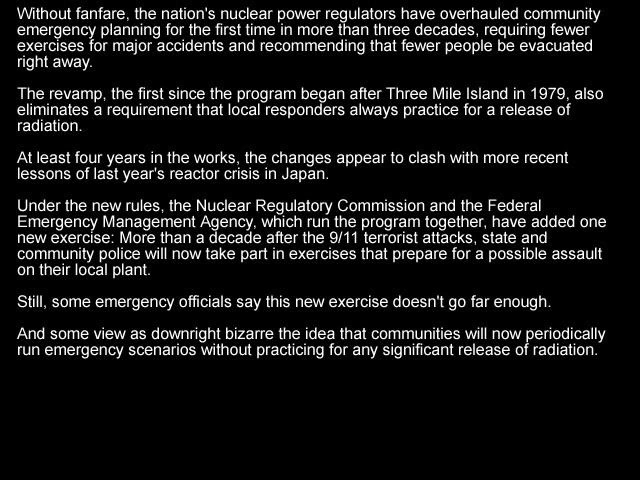 Without fanfare, the nation's nuclear power regulators have overhauled community
emergency planning for the first time in more than three decades, requiring fewer
exercises for major accidents and recommending that fewer people be evacuated
right away.
The revamp, the first since the program began after Three Mile Island in 1979, also
eliminates a requirement that local responders always practice for a release of
radiation.
At least four years in the works, the changes appear to clash with more recent
lessons of last year's reactor crisis in Japan.
Under the new rules, the Nuclear Regulatory Commission and the Federal
Emergency Management Agency, which run the program together, have added one
new exercise: More than a decade after the 9/11 terrorist attacks, state and
community police will now take part in exercises that prepare for a possible assault
on their local plant.
Still, some emergency officials say this new exercise doesn't go far enough.
And some view as downright bizarre the idea that communities will now periodically
run emergency scenarios without practicing for any significant release of radiation.